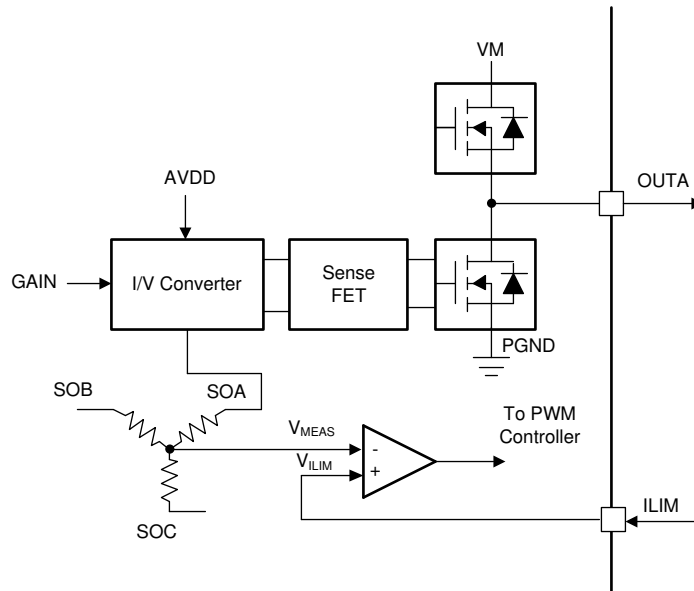 VM
AVDD
OUTA
GAIN
I/V Converter
Sense
FET
PGND
SOB
SOA
To PWM
Controller
VMEAS
-
VILIM
+
ILIM
SOC